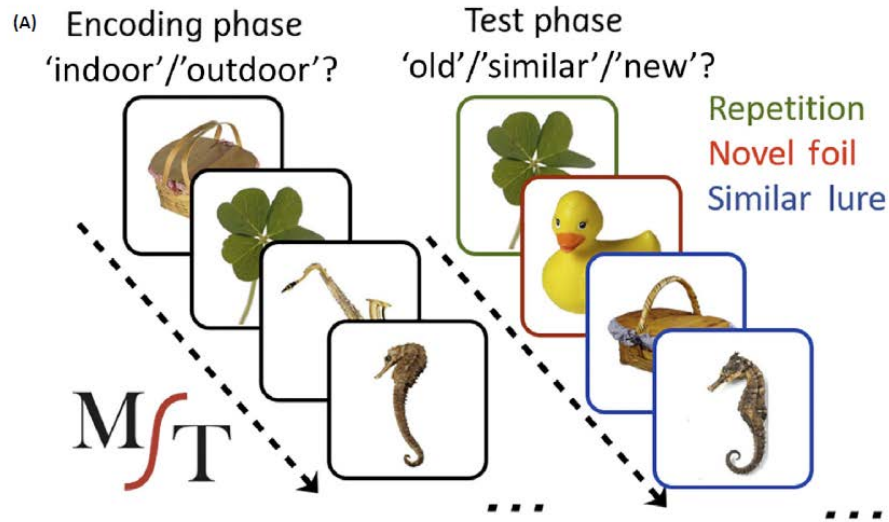 (A)
Encoding phase
'indoor'/'outdoor'?
Test phase
‘old’/’similar’/’new’?
Repetition
Novel foil
Similar lure
MST
...
...